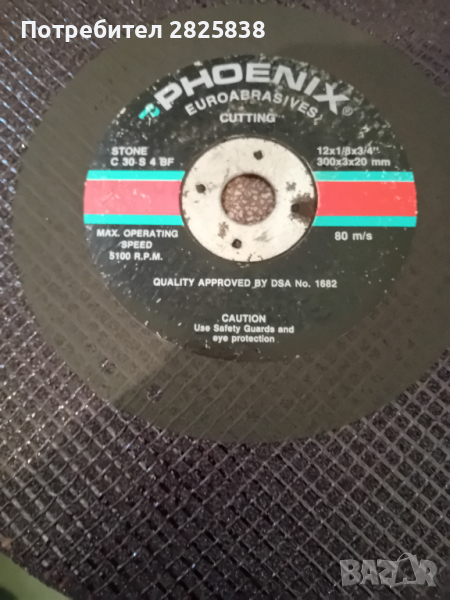 Потребител 2825838
PHOENIX®
EUROABRASIVES
CUTTING
STONE
C 30-S 4 BF
12x1/8x3/4"
300x3x20 mm
MAX. OPERATING
SPEED
5100 R.P.M.
80 m/s
QUALITY APPROVED BY DSA No. 1682
CAUTION
Use Safety Guards and
eye protection
BAZAR